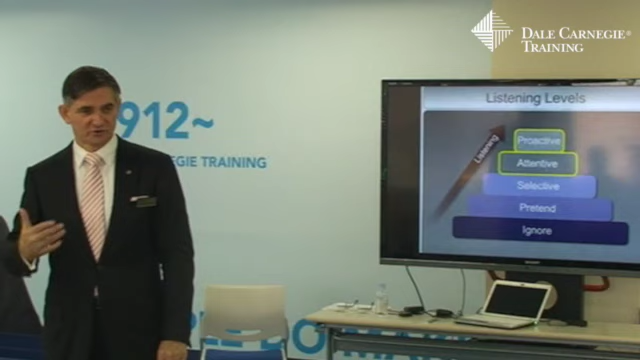 DALE CARNEGIE®
TRAINING
912~
EGIE TRAINING
Listening Levels
Listening
Proactive
Attentive
Selective
Pretend
Ignore